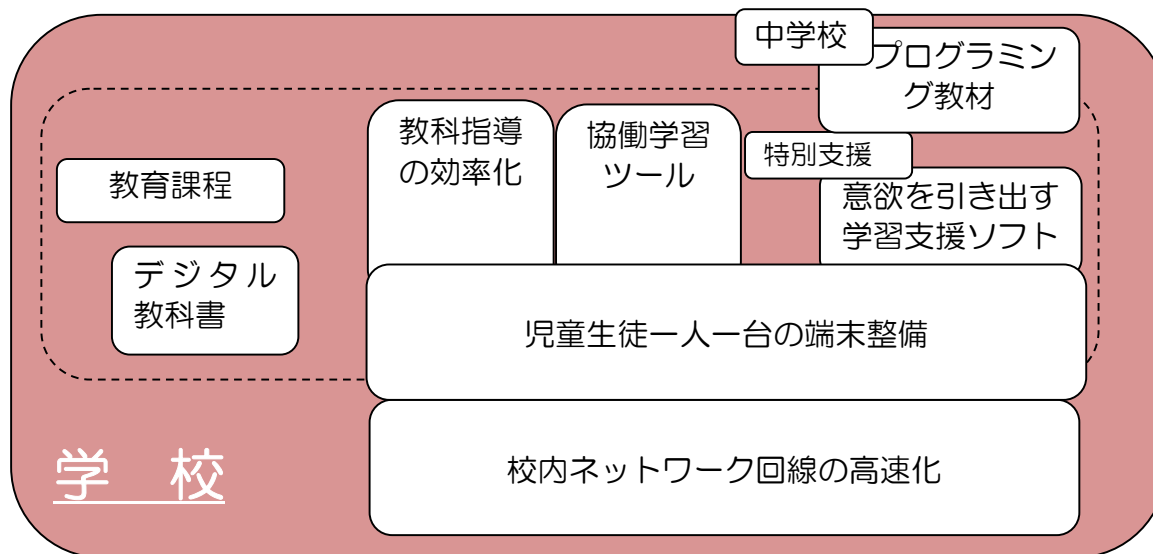 中学校
プログラミン
グ教材
教科指導
の効率化
協働学習
ツール
特別支援
教育課程
意欲を引き出す
学習支援ソフト
デジタル
教科書
児童生徒一人一台の端末整備
学　校
校内ネットワーク回線の高速化